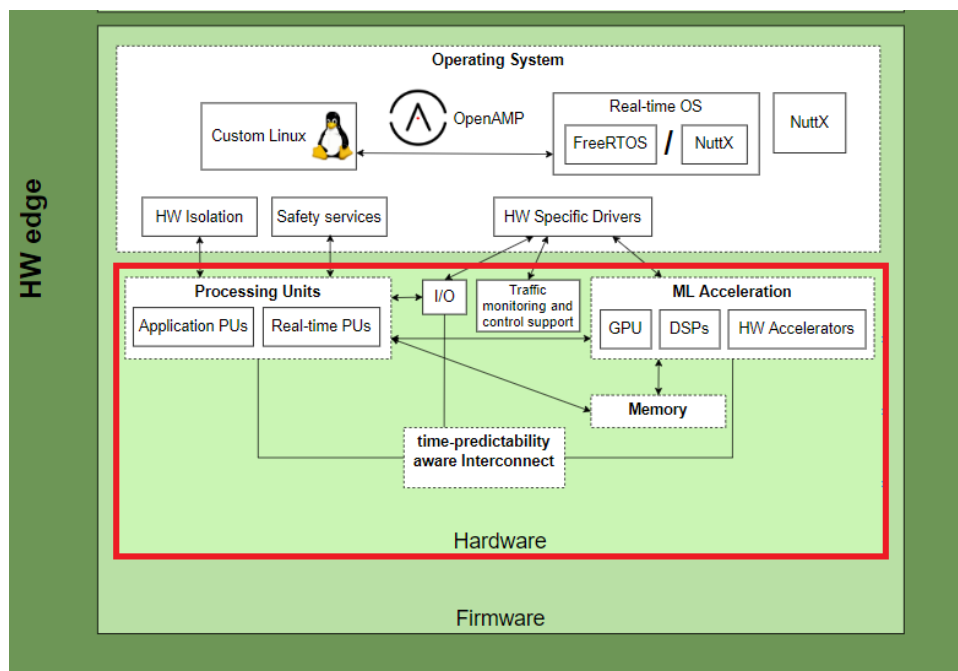 Operating System
Custom Linux
OpenAMP
Real-time OS
FreeRTOS
/
NuttX
NuttX
HW edge
HW Isolation
Safety services
HW Specific Drivers
Processing Units
Application PUs
Real-time PUs
I/O
Traffic
monitoring and
control support
ML Acceleration
GPU
DSPs
HW Accelerators
Memory
time-predictability
aware Interconnect
Hardware
Firmware